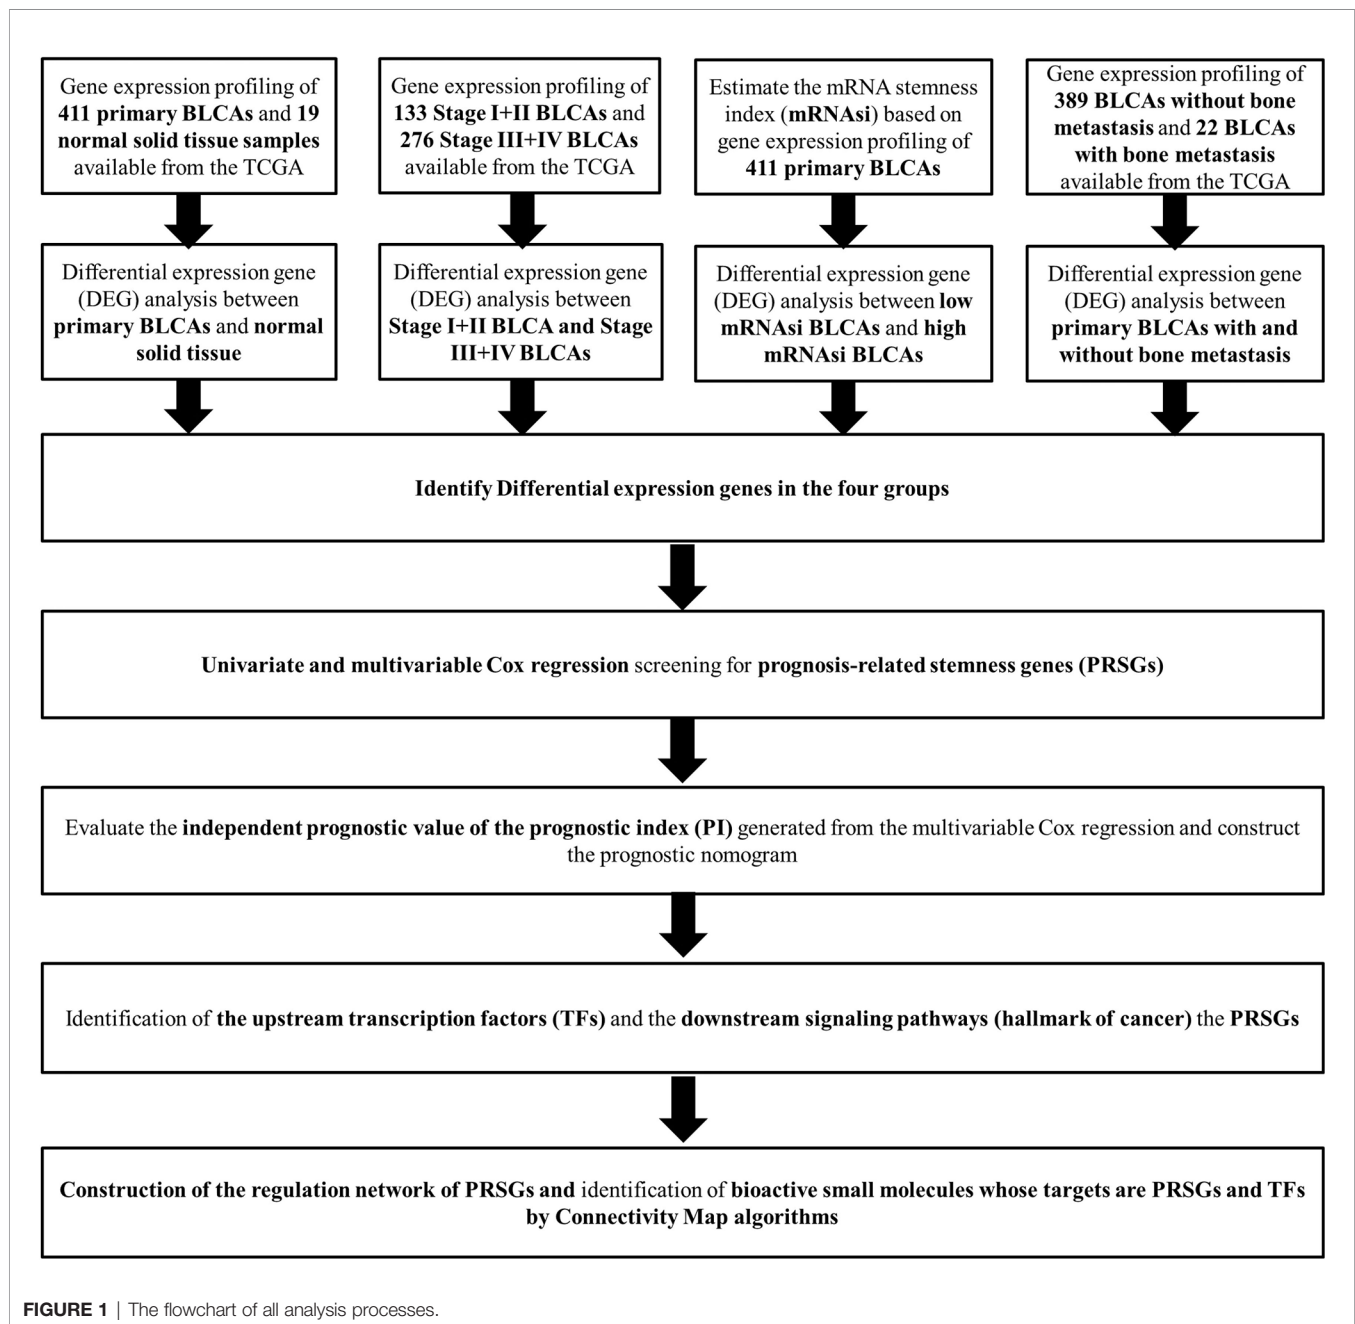 Gene expression profiling of
411 primary BLCAs and 19
normal solid tissue samples
available from the TCGA
Gene expression profiling of
133 Stage I+II BLCAs and
276 Stage III+IV BLCAs
available from the TCGA
Estimate the mRNA stemness
index (mRNAsi) based on
gene expression profiling of
411 primary BLCAs
Gene expression profiling of
389 BLCAs without bone
metastasis and 22 BLCAs
with bone metastasis
available from the TCGA
Differential expression gene
(DEG) analysis between
primary BLCAs and normal
solid tissue
Differential expression gene
(DEG) analysis between
Stage I+II BLCA and Stage
III+IV BLCAs
Differential expression gene
(DEG) analysis between low
mRNAsi BLCAs and high
mRNAsi BLCAs
Differential expression gene
(DEG) analysis between
primary BLCAs with and
without bone metastasis
Identify Differential expression genes in the four groups
Univariate and multivariable Cox regression screening for prognosis-related stemness genes (PRSGs)
Evaluate the independent prognostic value of the prognostic index (PI) generated from the multivariable Cox regression and construct
the prognostic nomogram
Identification of the upstream transcription factors (TFs) and the downstream signaling pathways (hallmark of cancer) the PRSGs
Construction of the regulation network of PRSGs and identification of bioactive small molecules whose targets are PRSGs and TFs
by Connectivity Map algorithms
FIGURE 1 | The flowchart of all analysis processes.